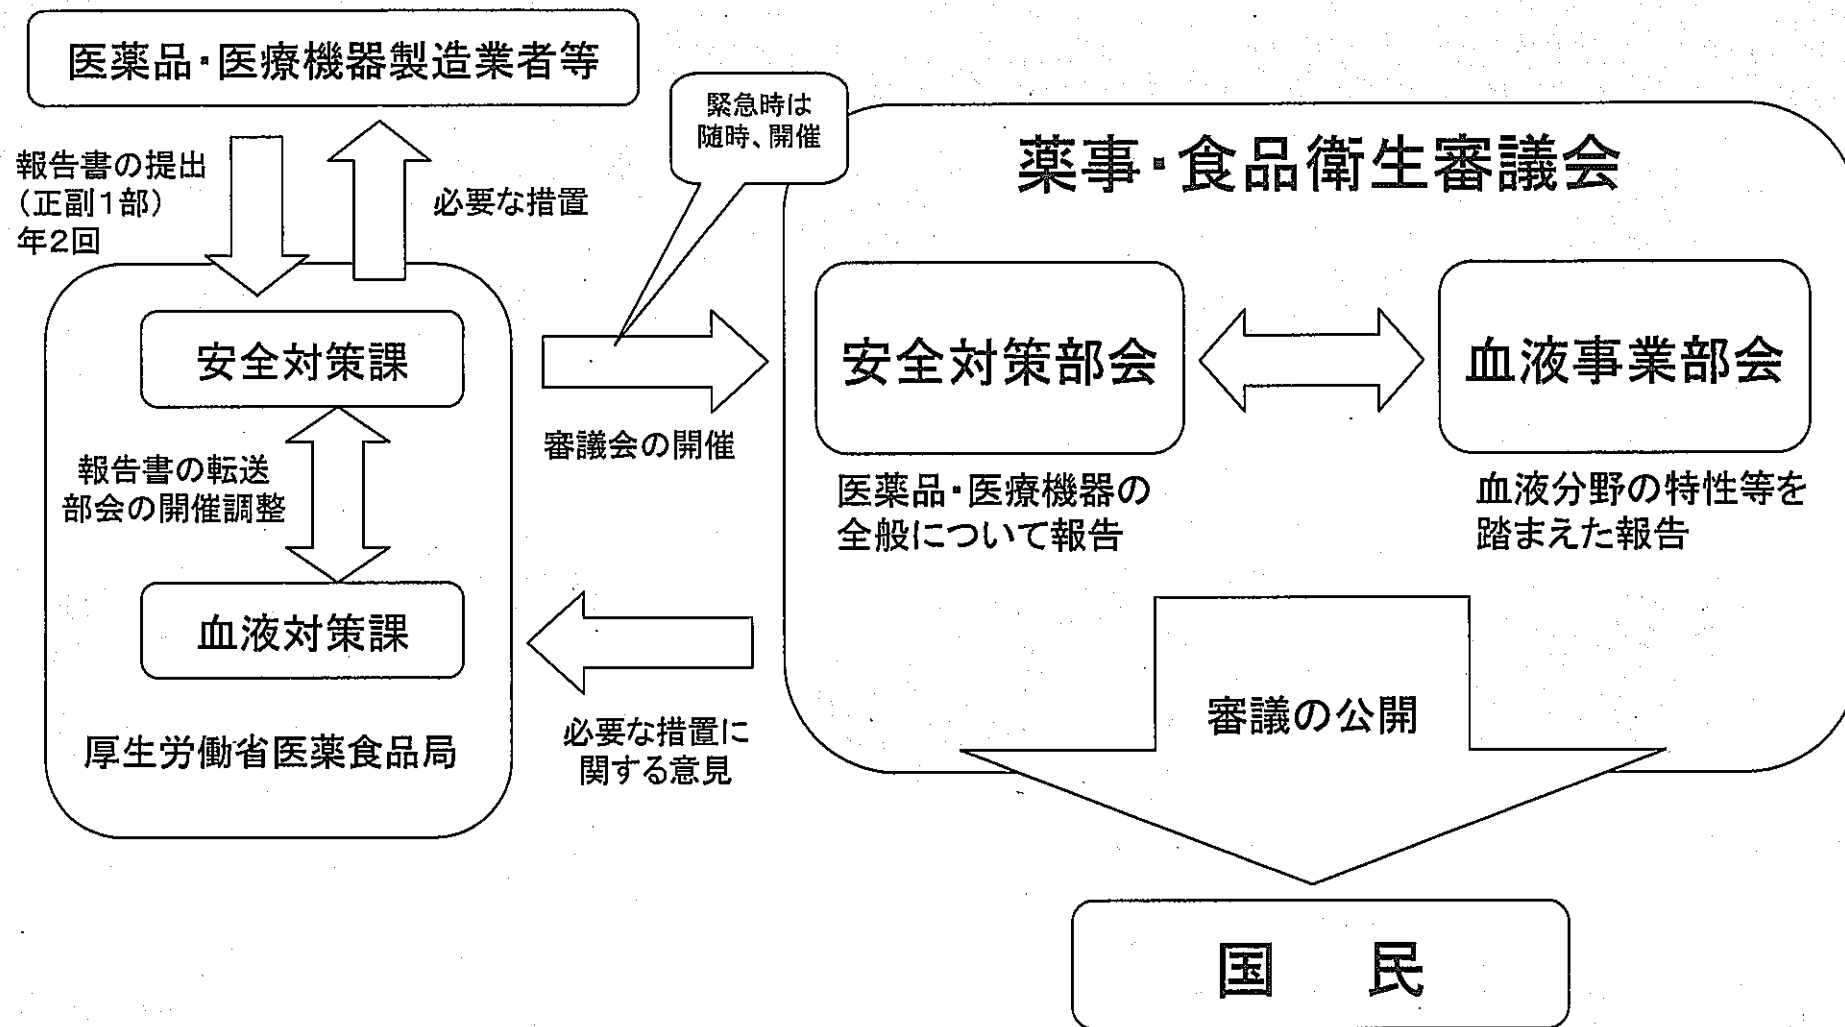 医薬品・医療機器製造業者等
緊急時は
随時、開催
薬事・食品衛生審議会
報告書の提出
（正副１部）
年２回
必要な措置
安全対策課
報告書の転送
部会の開催調整
血液対策課
厚生労働省医薬食品局
審議会の開催
必要な措置に
関する意見
安全対策部会
血液事業部会
医薬品・医療機器の
全般について報告
血液分野の特性等を
踏まえた報告
審議の公開
国　民